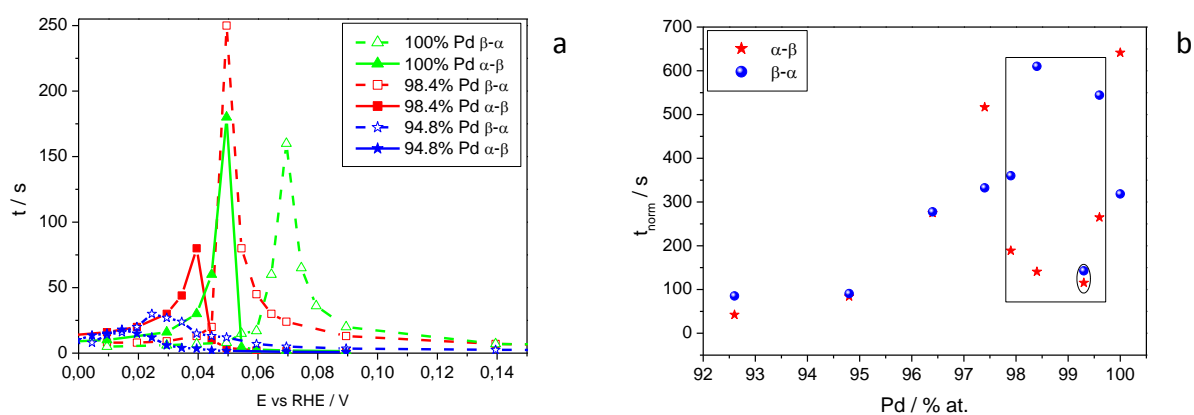 a
250
200
150
100
50
0
t / s
0,00 0,02 0,04 0,06 0,08 0,10 0,12 0,14
E vs RHE / V
100% Pd β-α
100% Pd α-β
98.4% Pd β-α
98.4% Pd α-β
94.8% Pd β-α
94.8% Pd α-β
b
700
600
500
400
300
200
100
0
t norm / s
92 93 94 95 96 97 98 99 100
Pd / % at.
α-β
β-α